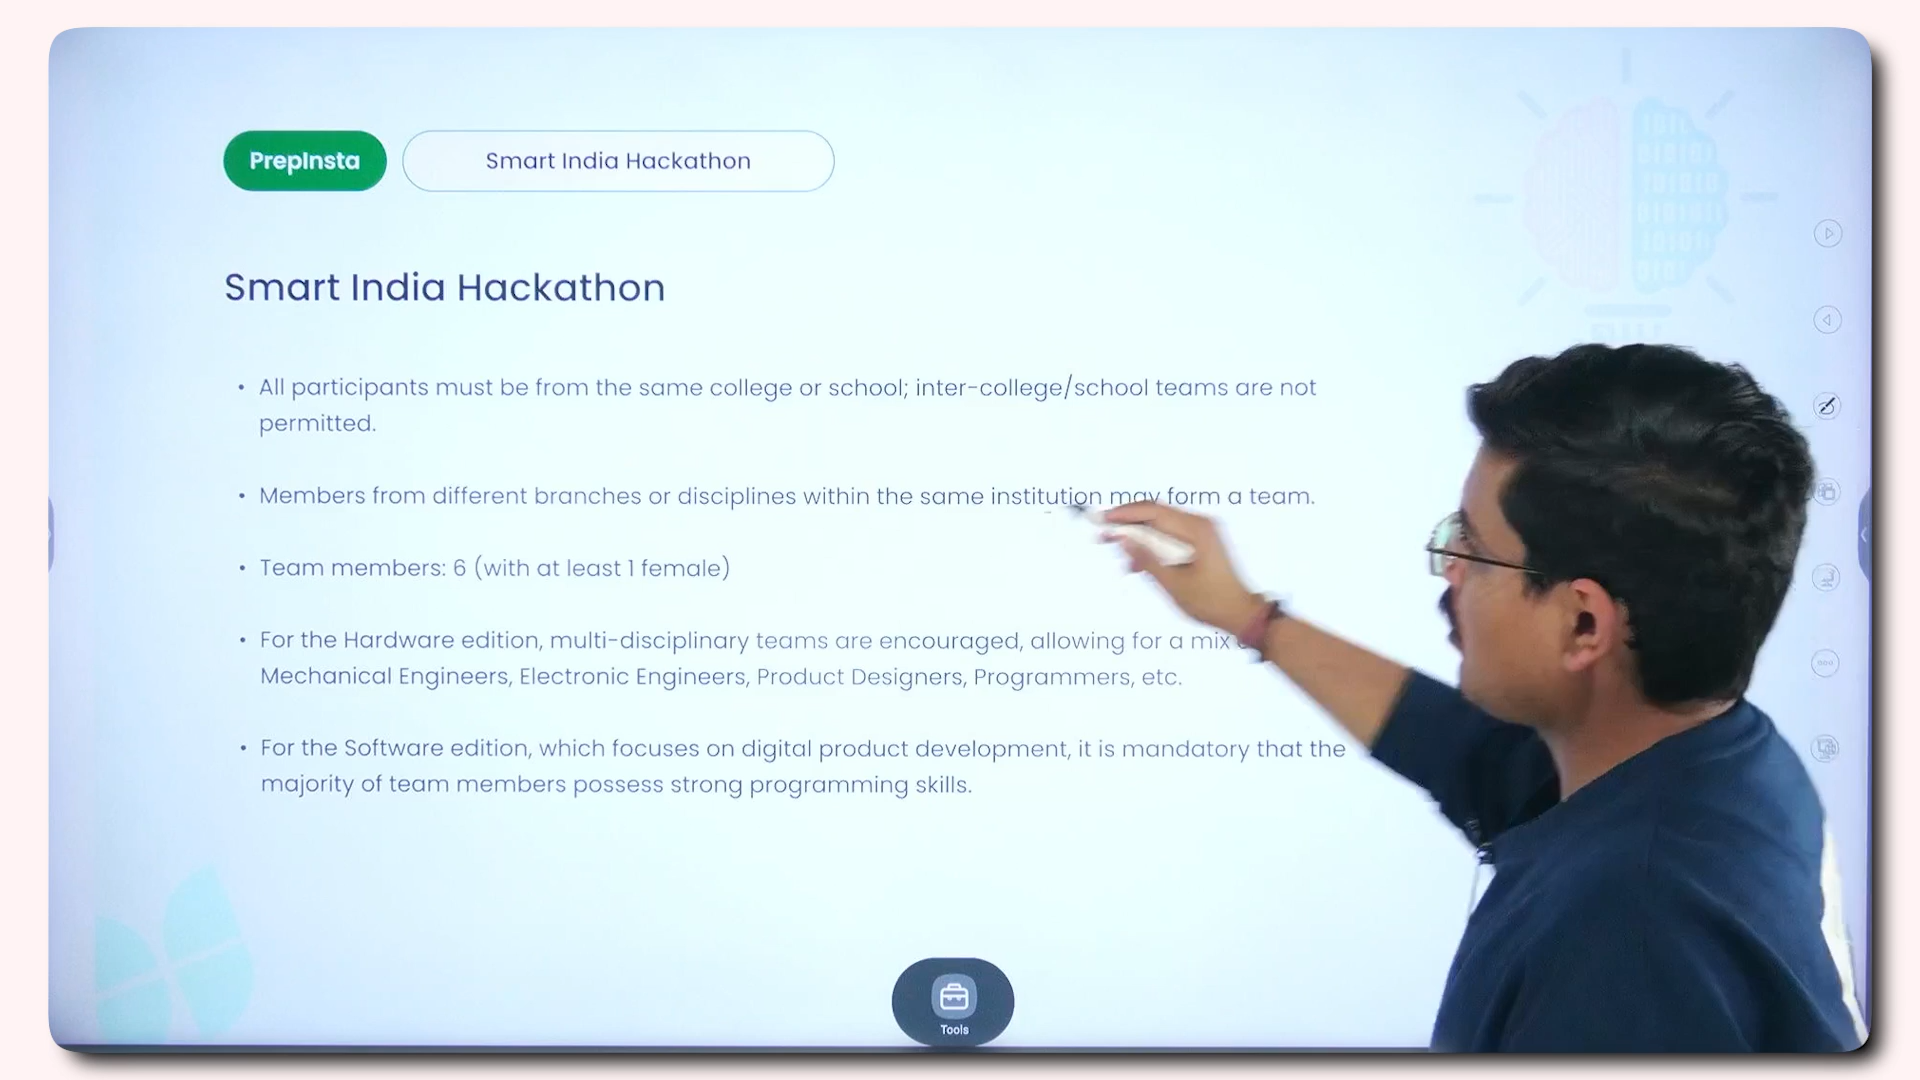 PrepInsta
Smart India Hackathon
Smart India Hackathon
• All participants must be from the same college or school; inter-college/school teams are not
permitted.
• Members from different branches or disciplines within the same institution may form a team.
• Team members: 6 (with at least 1 female)
• For the Hardware edition, multi-disciplinary teams are encouraged, allowing for a mix
Mechanical Engineers, Electronic Engineers, Product Designers, Programmers, etc.
• For the Software edition, which focuses on digital product development, it is mandatory that the
majority of team members possess strong programming skills.
Tools